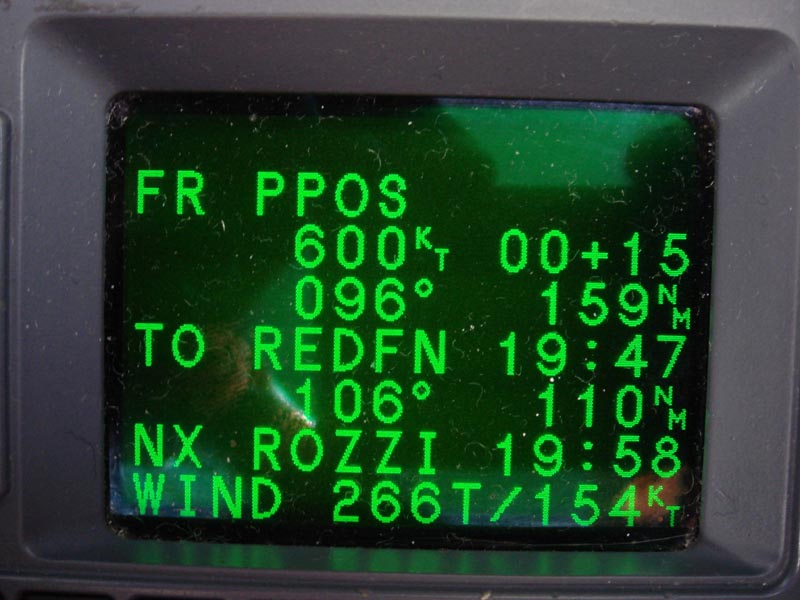 FR PPOS
600KT 00+15
096° 159NM
TO REDFN 19:47
106° 110NM
NX ROZZI 19:58
WIND 266T/154KT